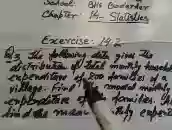 School: B.S Gaarder
Chapter: 14- Statistics
Exercise: 14.2
Q3. The following data gives the
distribution of total monthly household
expenditure of 200 families of a
village. Find the modal monthly
expenditure of the families. Also
find the mean monthly expenditure